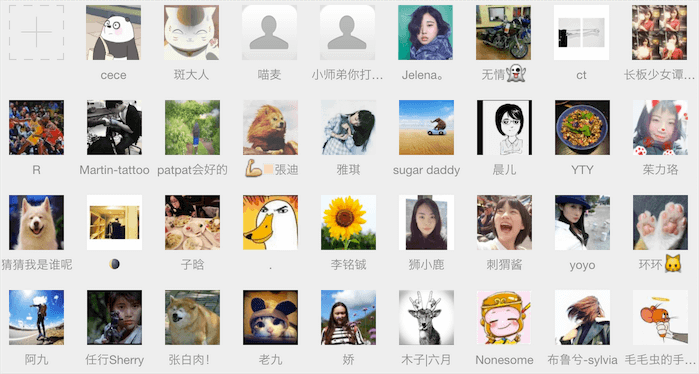 cece
斑大人
喵麦
小师弟你打…
Jelena。
无情👻
ct
长板少女谭…
R
Martin-tattoo
patpat会好的
💪🏻張迪
雅琪
sugar daddy
晨儿
YTY
茱力珞
猜猜我是谁呢
🌘
子晗
.
李铭铖
狮小鹿
刺猬酱
yoyo
环环🐱
阿九
任行Sherry
张白肉！
老九
娇
木子|六月
Nonesome
布鲁兮-sylvia
毛毛虫的手…